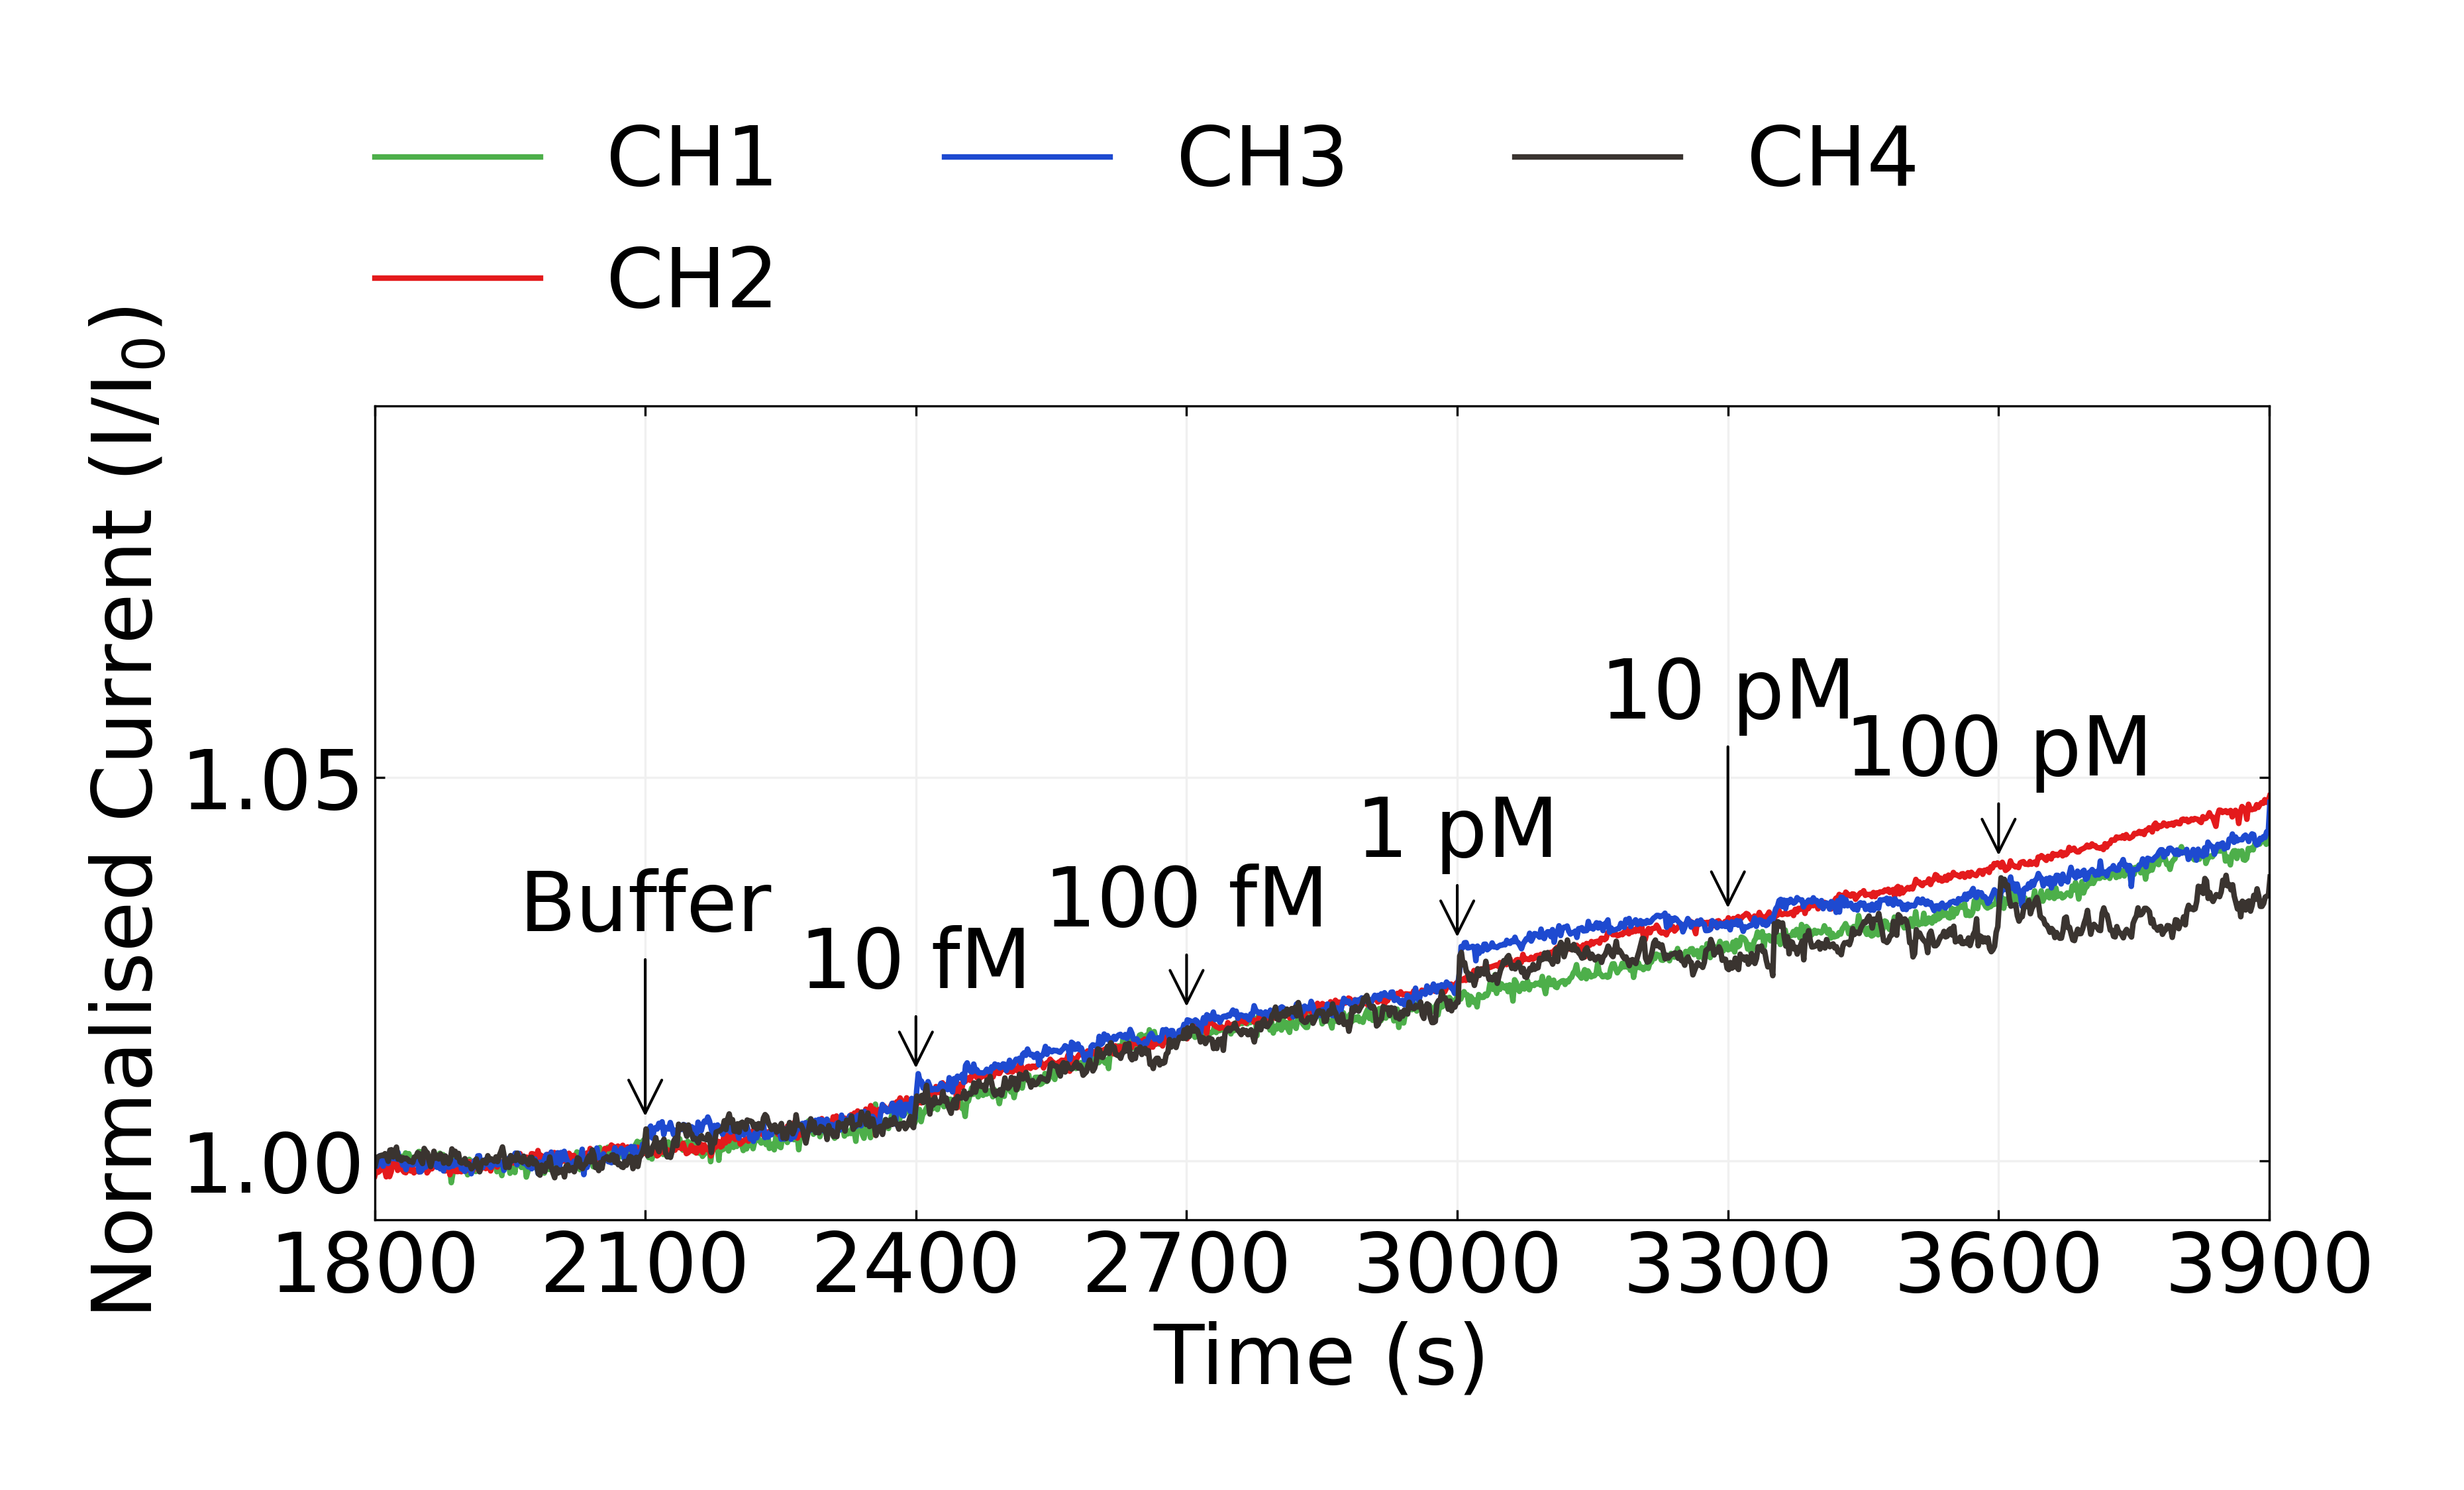 CH1 CH3 CH4
CH2
Normalised Current (I/I₀)
10 pM
100 pM
1.05
1 pM
Buffer
100 fM
10 fM
1.00
1800 2100 2400 2700 3000 3300 3600 3900
Time (s)